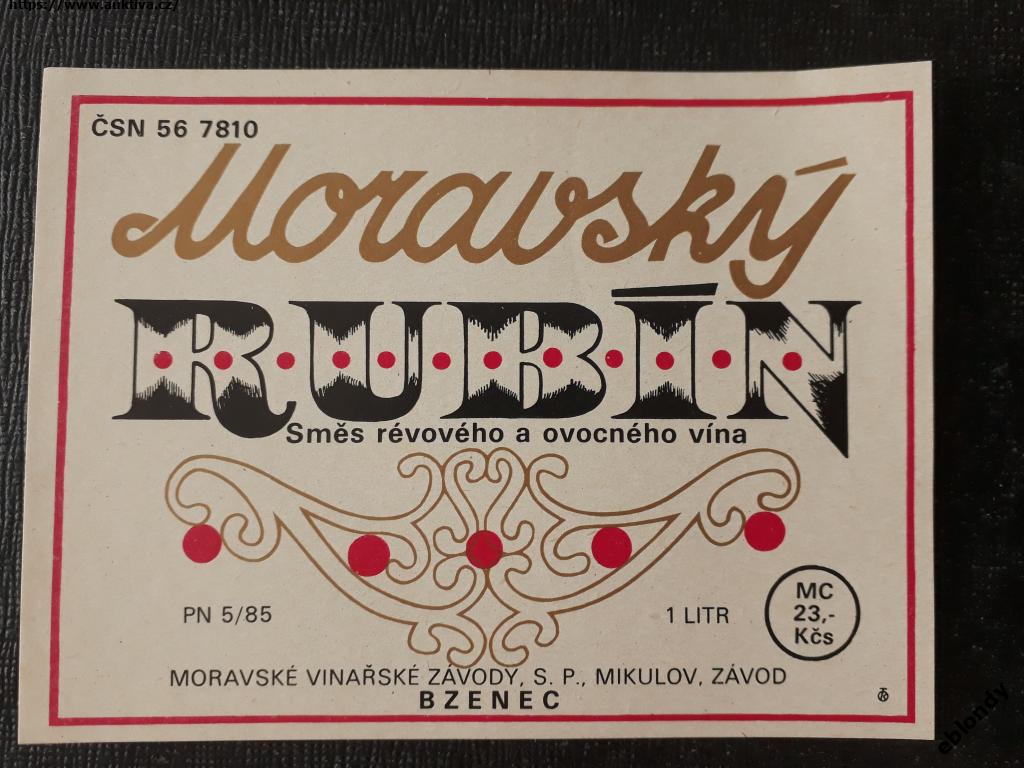 https://www.auktiva.cz/
ČSN 56 7810
Moravský
RUBÍN
Směs révového a ovocného vína
PN 5/85
1 LITR
MC
23,-
Kčs
MORAVSKÉ VINAŘSKÉ ZÁVODY, S. P., MIKULOV, ZÁVOD
BZENEC
eblondy